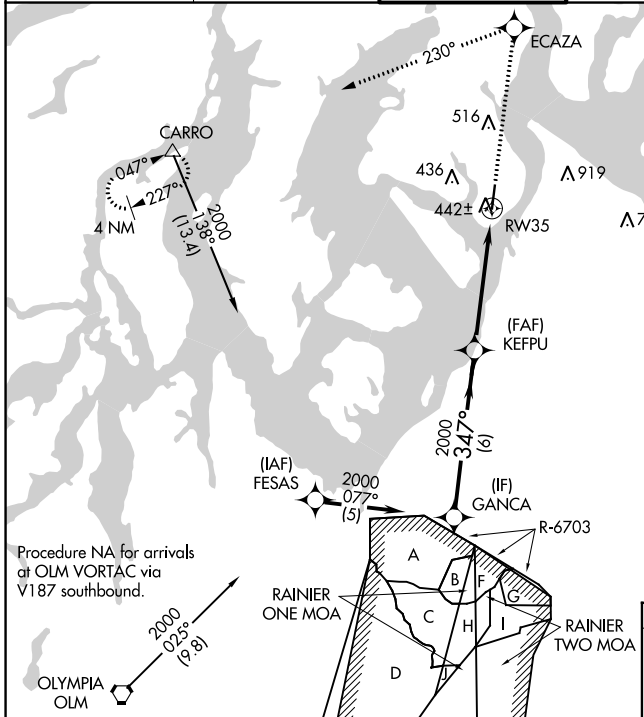 ECAZA
230°
516
CARRO
047°
227°
4 NM
436
919
442±
RW35
7
2000
138°
(13.4)
(FAF)
KEFPU
2000
347°
(6)
(IAF)
FESAS
2000
077°
(5)
(IF)
GANCA
R-6703
Procedure NA for arrivals
at OLM VORTAC via
V187 southbound.
A
B
F
G
RAINIER
ONE MOA
C
H
I
RAINIER
TWO MOA
2000
025°
(9.8)
D
J
OLYMPIA
OLM